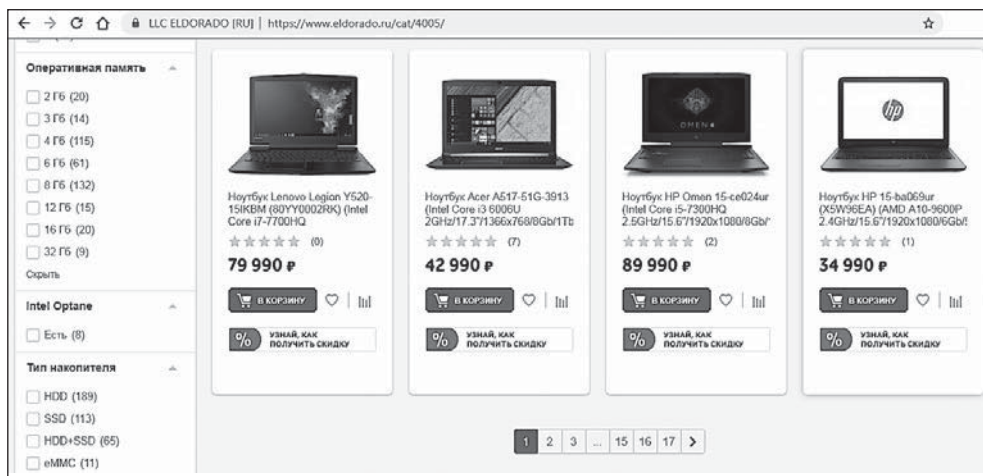 LLC ELDORADO [RU] | https://www.eldorado.ru/cat/4005/
Оперативная память
2 Гб (20)
3 Гб (14)
4 Гб (115)
6 Гб (61)
8 Гб (132)
12 Гб (15)
16 Гб (20)
32 Гб (9)
Скрыть
Intel Optane
Есть (8)
Тип накопителя
HDD (189)
SSD (113)
HDD+SSD (65)
eMMC (11)
Ноутбук Lenovo Legion Y520-
15IKBM (80YY0002RK) (Intel
Core i7-7700HQ
(0)
79 990 ₽
В КОРЗИНУ
% УЗНАЙ, КАК
ПОЛУЧИТЬ СКИДКУ
Ноутбук Acer A517-51G-3913
(Intel Core i3 6006U
2GHz/17.3"/1366x768/8Gb/1Tb
(7)
42 990 ₽
В КОРЗИНУ
% УЗНАЙ, КАК
ПОЛУЧИТЬ СКИДКУ
OMEN
Ноутбук HP Omen 15-ce024ur
(Intel Core i5-7300HQ
2.5GHz/15.6"/1920x1080/8Gb/
(2)
89 990 ₽
В КОРЗИНУ
% УЗНАЙ, КАК
ПОЛУЧИТЬ СКИДКУ
hp
Ноутбук HP 15-ba069ur
(X5W96EA) (AMD A10-9600P
2.4GHz/15.6"/1920x1080/6Gb/
(1)
34 990 ₽
В КОРЗИНУ
% УЗНАЙ, КАК
ПОЛУЧИТЬ СКИДКУ
1 2 3 ... 15 16 17 >